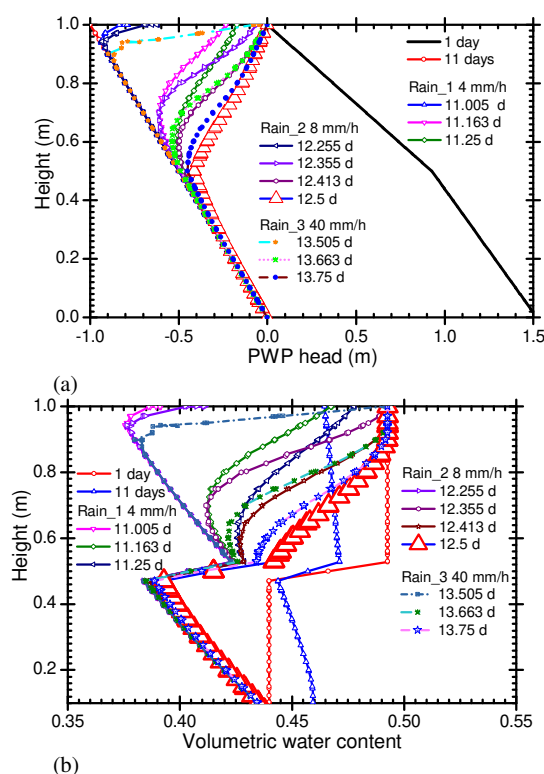 1.0
0.8
0.6
0.4
0.2
0.0
Height (m)
1 day
11 days
Rain_1 4 mm/h
11.005 d
11.163 d
11.25 d
Rain_2 8 mm/h
12.255 d
12.355 d
12.413 d
12.5 d
Rain_3 40 mm/h
13.505 d
13.663 d
13.75 d
-1.0 -0.5 0.0 0.5 1.0 1.5
PWP head (m)
(a)
1.0
0.8
0.6
0.4
0.2
Height (m)
1 day
11 days
Rain_1 4 mm/h
11.005 d
11.163 d
11.25 d
Rain_2 8 mm/h
12.255 d
12.355 d
12.413 d
12.5 d
Rain_3 40 mm/h
13.505 d
13.663 d
13.75 d
0.35 0.40 0.45 0.50 0.55
Volumetric water content
(b)